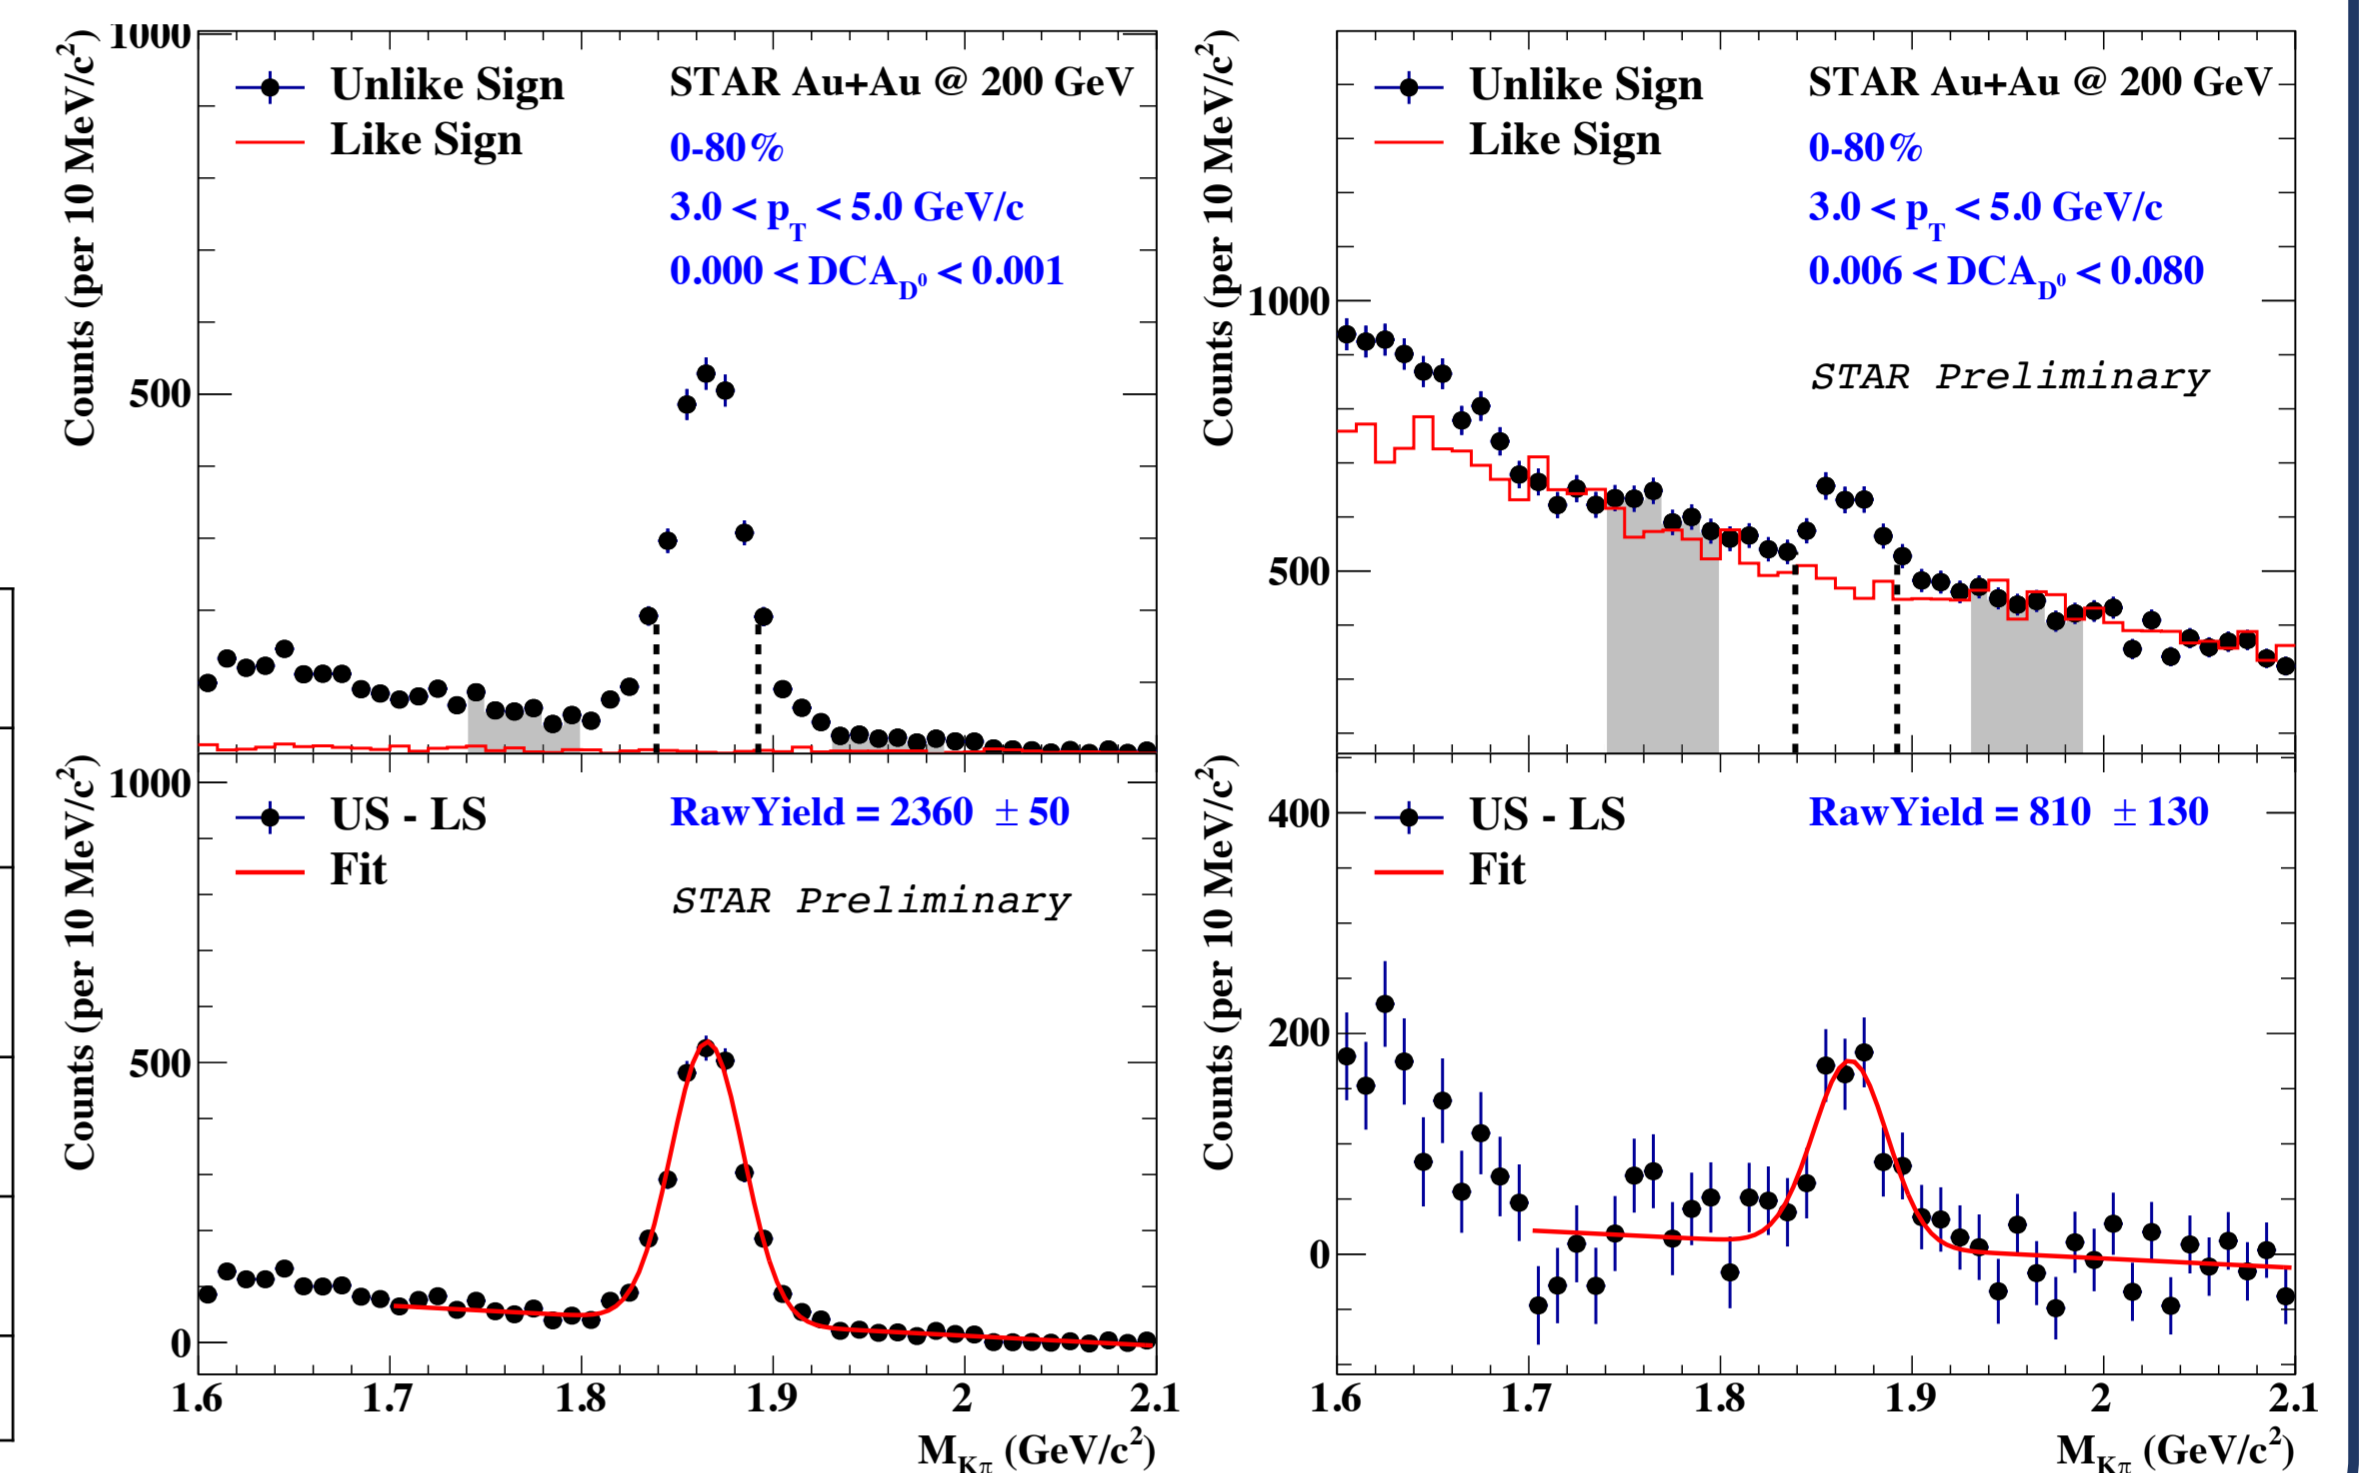 Counts (per 10 MeV/c²)
1000
500
Unlike Sign
Like Sign
STAR Au+Au @ 200 GeV
0-80%
3.0 < p_T < 5.0 GeV/c
0.000 < DCA_D⁰ < 0.001
Counts (per 10 MeV/c²)
1000
500
Unlike Sign
Like Sign
STAR Au+Au @ 200 GeV
0-80%
3.0 < p_T < 5.0 GeV/c
0.006 < DCA_D⁰ < 0.080
STAR Preliminary
Counts (per 10 MeV/c²)
1000
500
0
US - LS
Fit
RawYield = 2360 ± 50
STAR Preliminary
1.6 1.7 1.8 1.9 2 2.1
M_Kπ (GeV/c²)
Counts (per 10 MeV/c²)
400
200
0
US - LS
Fit
RawYield = 810 ± 130
1.6 1.7 1.8 1.9 2 2.1
M_Kπ (GeV/c²)